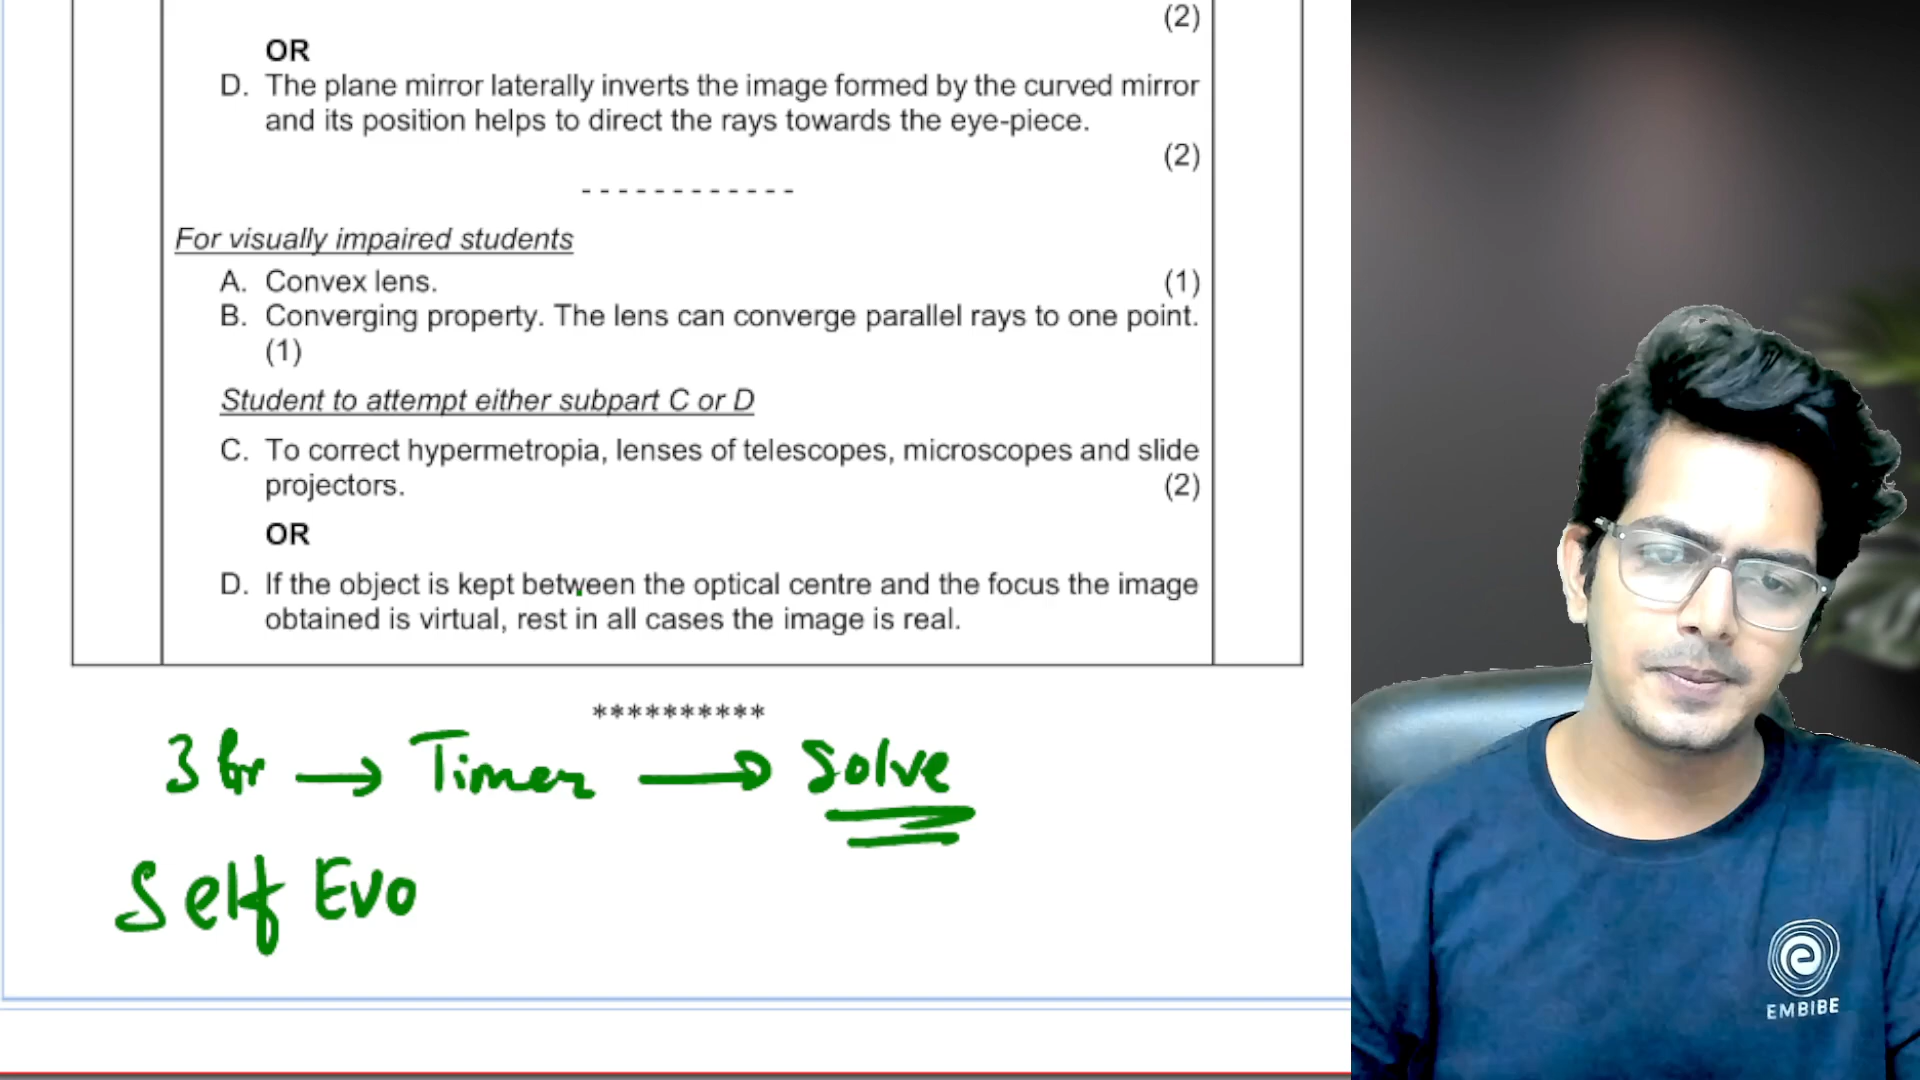 (2)
OR
D. The plane mirror laterally inverts the image formed by the curved mirror
and its position helps to direct the rays towards the eye-piece.
(2)
- - - - - - - - - - - -
For visually impaired students
A. Convex lens. (1)
B. Converging property. The lens can converge parallel rays to one point.
(1)
Student to attempt either subpart C or D
C. To correct hypermetropia, lenses of telescopes, microscopes and slide
projectors. (2)
OR
D. If the object is kept between the optical centre and the focus the image
obtained is virtual, rest in all cases the image is real.
**********
3 hr → Timer → Solve
Self Evo
e
EMBIBE